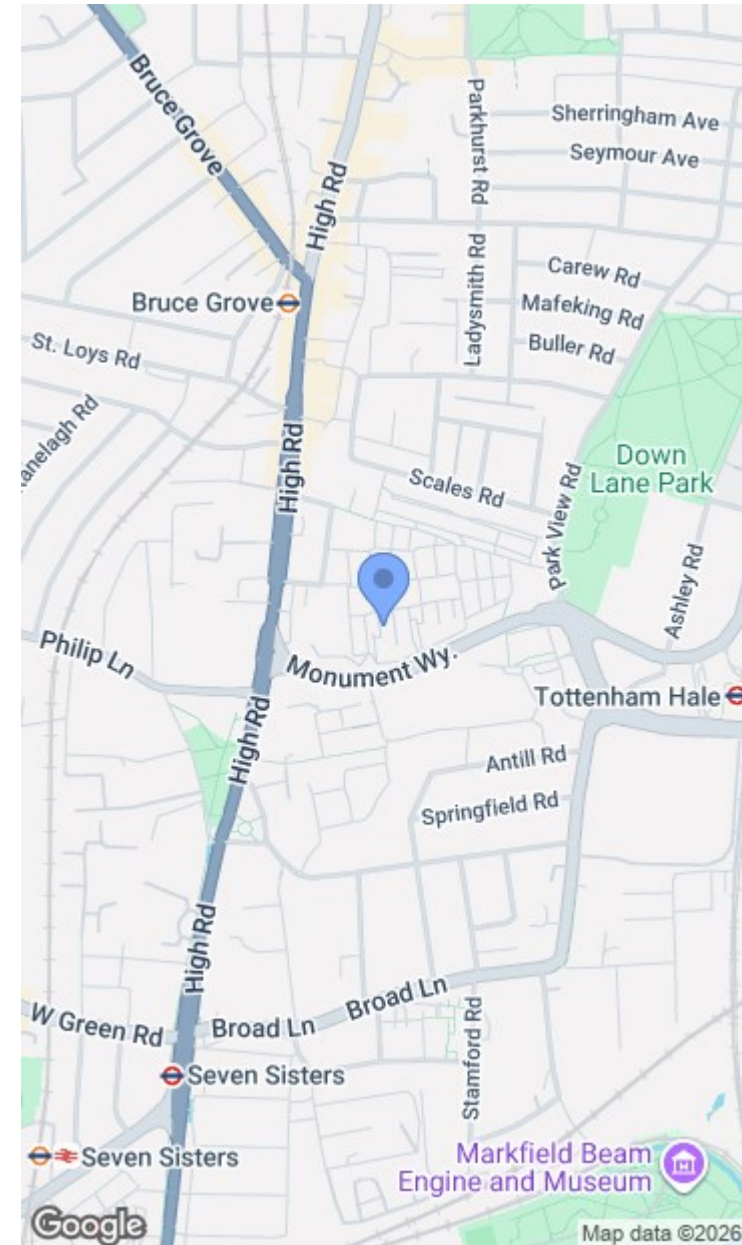 Bruce Grove
High Rd
Parkhurst Rd
Sherringham Ave
Seymour Ave
Ladysmith Rd
Carew Rd
Bruce Grove
Mafeking Rd
St. Loys Rd
Buller Rd
anelagh Rd
High Rd
Scales Rd
Down
Lane Park
Park View Rd
Ashley Rd
Philip Ln
Monument Wy.
High Rd
Tottenham Hale
Antill Rd
Springfield Rd
High Rd
W Green Rd
Broad Ln
Broad Ln
Stamford Rd
Seven Sisters
Seven Sisters
Markfield Beam
Engine and Museum
Google
Map data ©2026